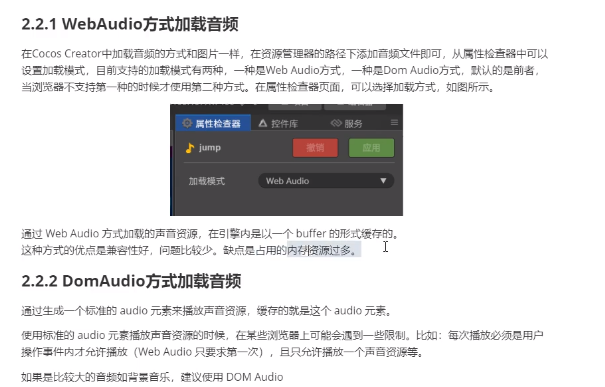 2.2.1 WebAudio方式加载音频
在Cocos Creator中加载音频的方式和图片一样，在资源管理器的路径下添加音频文件即可，从属性检查器中可以
设置加载模式，目前支持的加载模式有两种，一种是Web Audio方式，一种是Dom Audio方式，默认的是前者，
当浏览器不支持第一种的时候才使用第二种方式。在属性检查器页面，可以选择加载方式，如图所示。
属性检查器 控件库 服务
jump 撤销 应用
加载模式 Web Audio
通过 Web Audio 方式加载的声音资源，在引擎内是以一个 buffer 的形式缓存的。
这种方式的优点是兼容性好，问题比较少。缺点是占用的内存资源过多。
2.2.2 DomAudio方式加载音频
通过生成一个标准的 audio 元素来播放声音资源，缓存的就是这个 audio 元素。
使用标准的 audio 元素播放声音资源的时候，在某些浏览器上可能会遇到一些限制。比如：每次播放必须是用户
操作事件内才允许播放（Web Audio 只要求第一次），且只允许播放一个声音资源等。
如果是比较大的音频如背景音乐，建议使用 DOM Audio